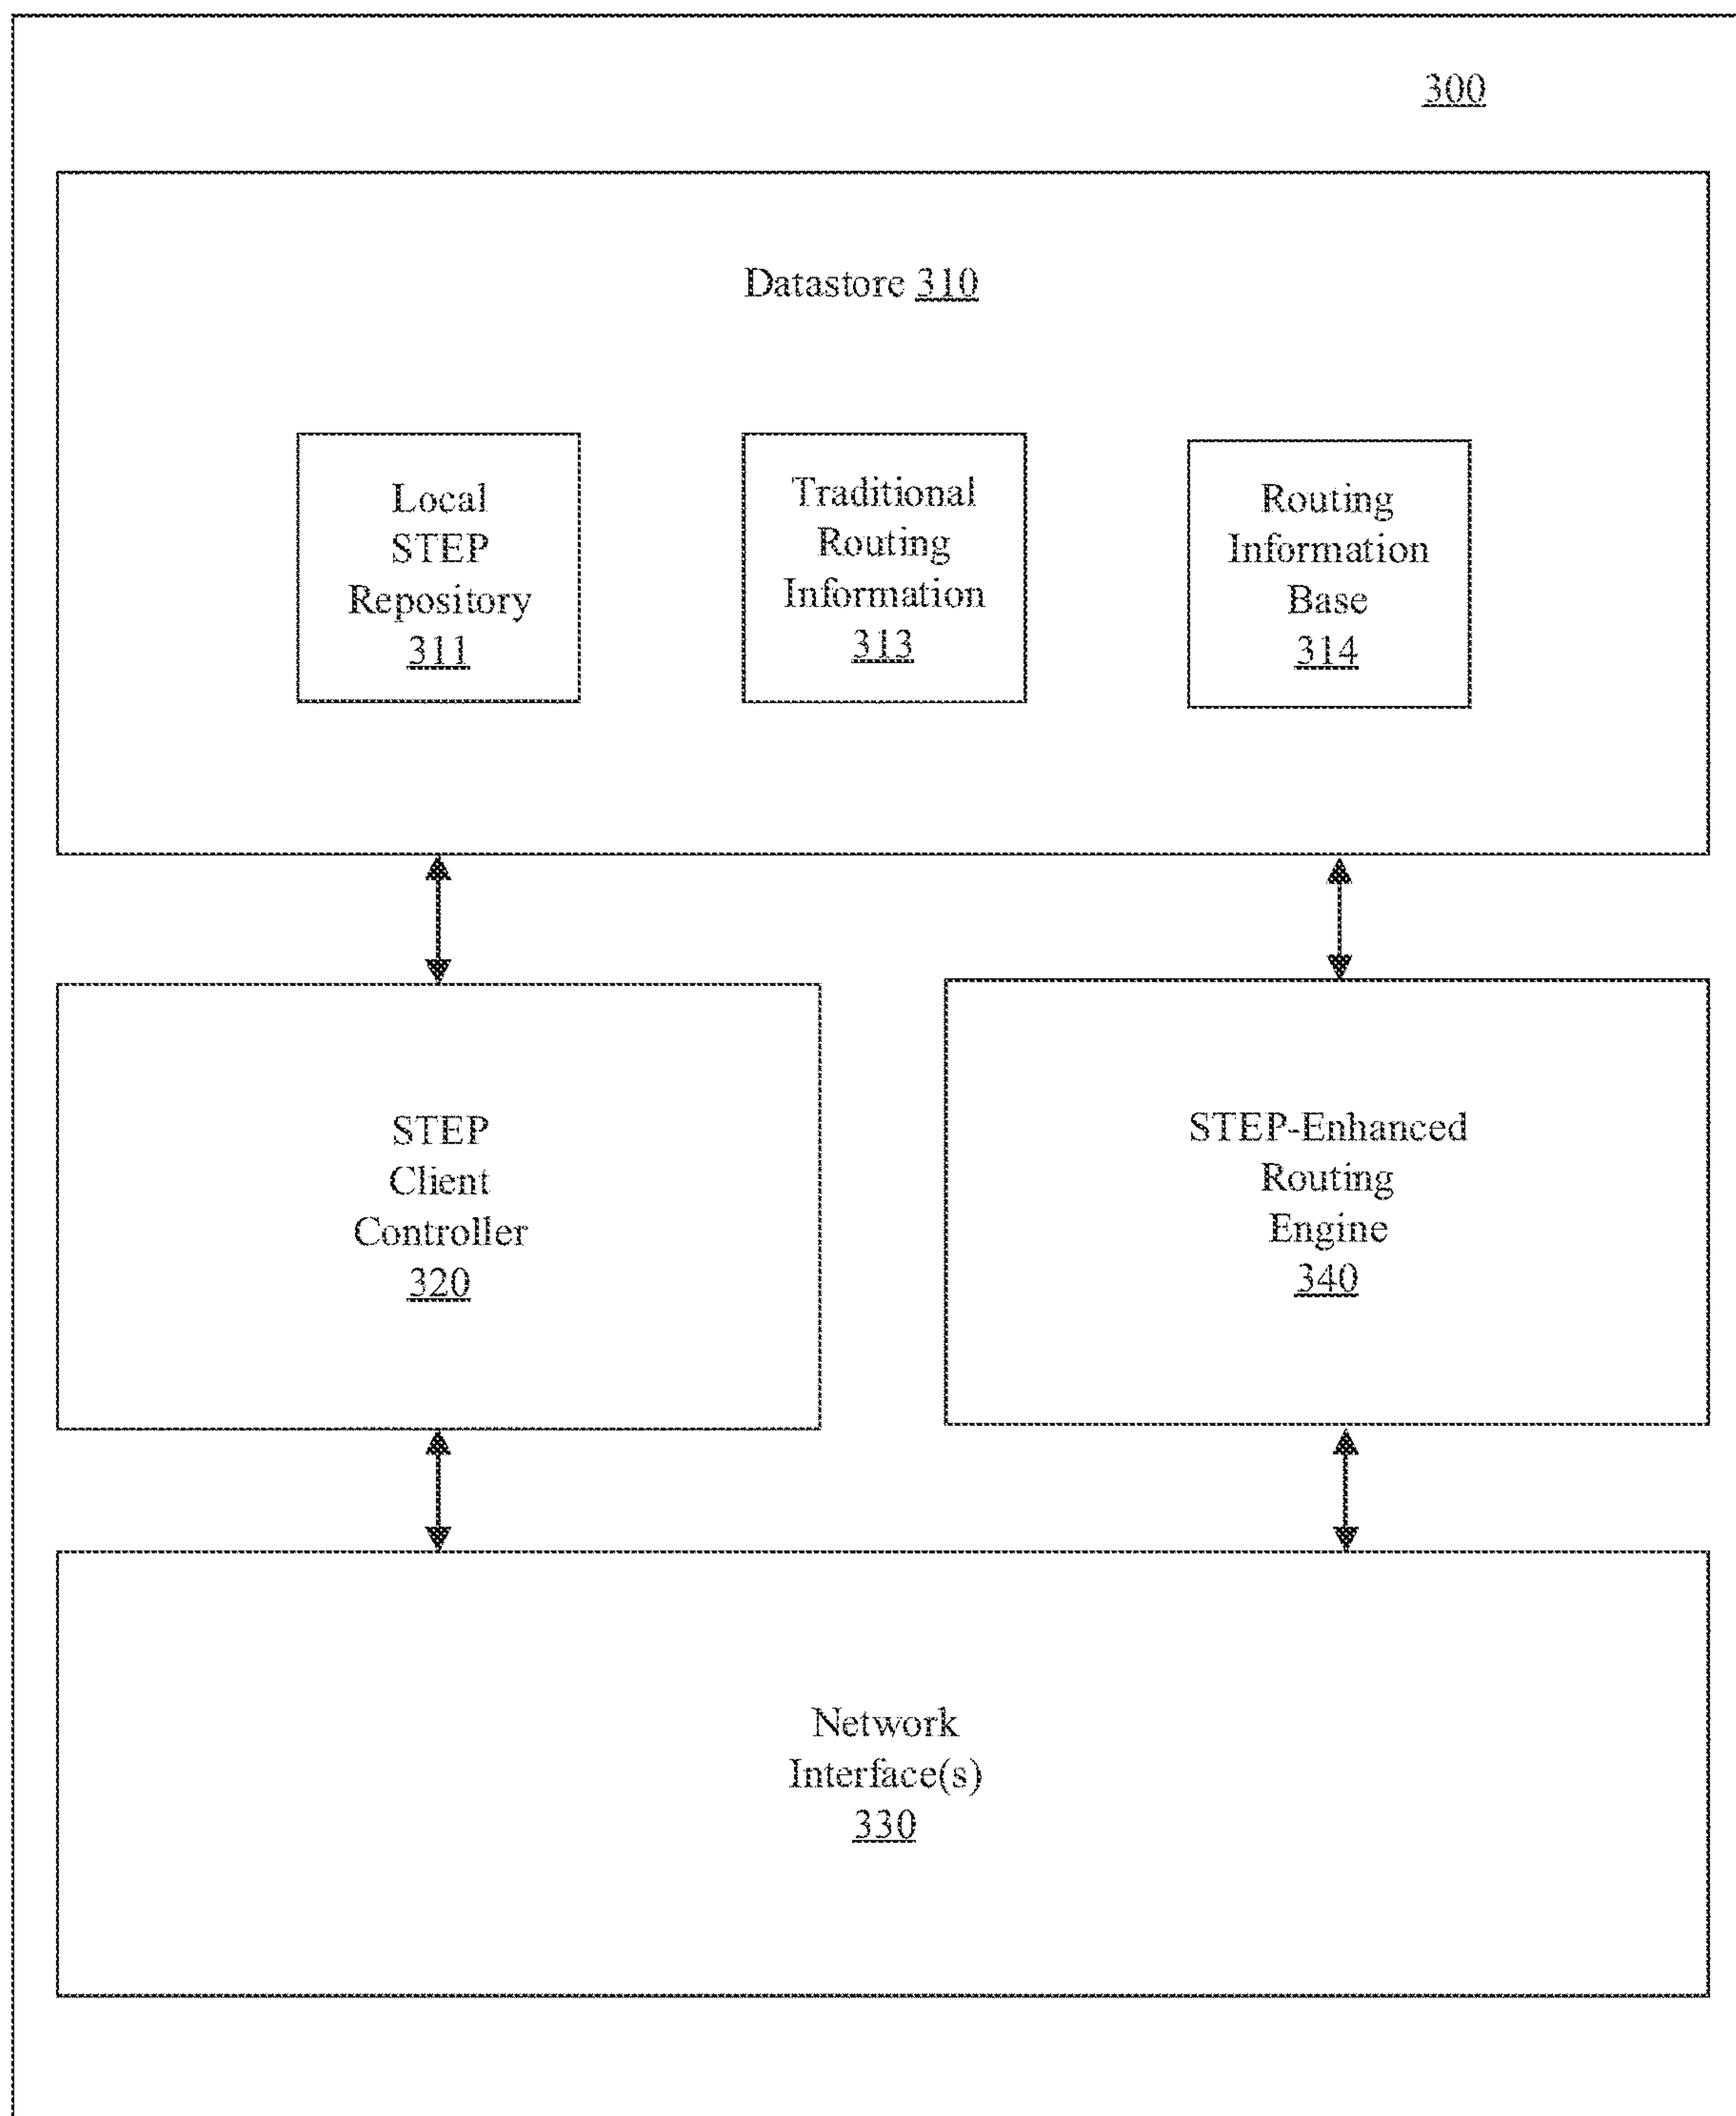 300
Datastore 310
Local
STEP
Repository
311
Traditional
Routing
Information
313
Routing
Information
Base
314
STEP
Client
Controller
320
STEP-Enhanced
Routing
Engine
340
Network
Interface(s)
330